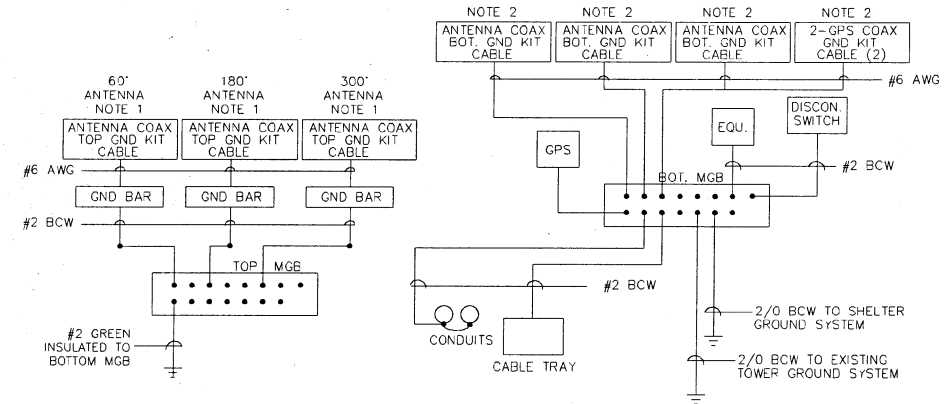 NOTE 2
NOTE 2
NOTE 2
NOTE 2
ANTENNA COAX
BOT. GND KIT
CABLE
ANTENNA COAX
BOT. GND KIT
CABLE
ANTENNA COAX
BOT. GND KIT
CABLE
2-GPS COAX
GND KIT
CABLE (2)
#6 AWG
60°
ANTENNA
NOTE 1
180°
ANTENNA
NOTE 1
300°
ANTENNA
NOTE 1
ANTENNA COAX
TOP GND KIT
CABLE
ANTENNA COAX
TOP GND KIT
CABLE
ANTENNA COAX
TOP GND KIT
CABLE
#6 AWG
GND BAR
GND BAR
GND BAR
#2 BCW
TOP MGB
#2 GREEN
INSULATED TO
BOTTOM MGB
GPS
EQU.
DISCON.
SWITCH
#2 BCW
BOT. MGB
#2 BCW
CONDUITS
CABLE TRAY
2/0 BCW TO SHELTER
GROUND SYSTEM
2/0 BCW TO EXISTING
TOWER GROUND SYSTEM